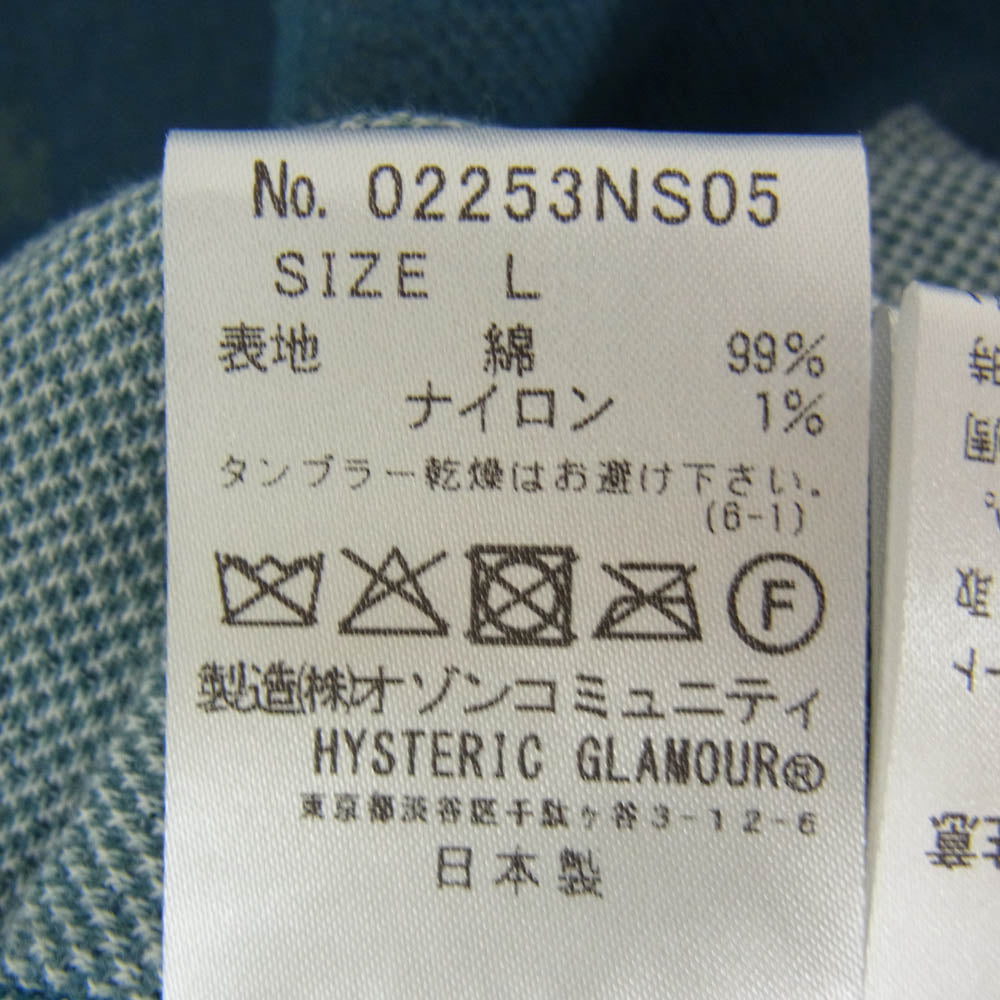 No. 02253NS05
SIZE L
表地 綿 99%
ナイロン 1%
タンブラー乾燥はお避け下さい。
(6-1)
F
製造(株)オゾンコミュニティ
HYSTERIC GLAMOUR®
東京都渋谷区千駄ヶ谷3-12-6
日本製